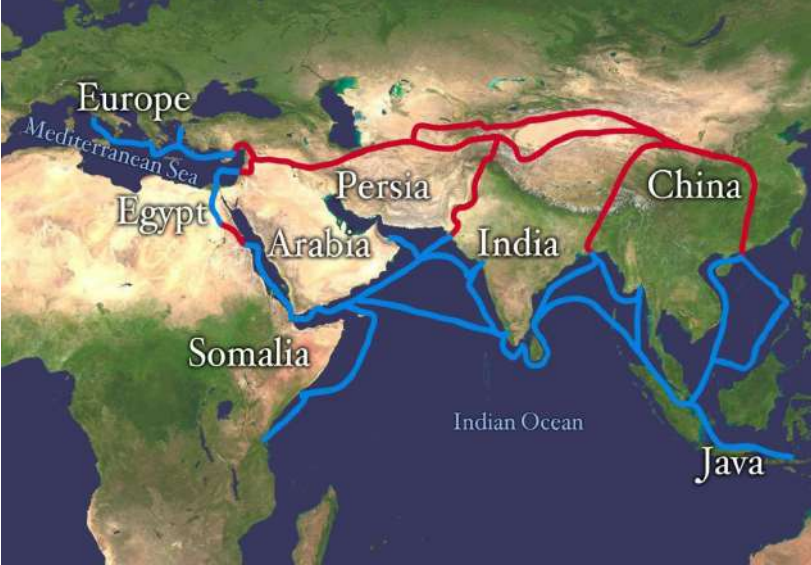 Europe
Mediterranean Sea
Egypt
Persia
China
Arabia
India
Somalia
Indian Ocean
Java